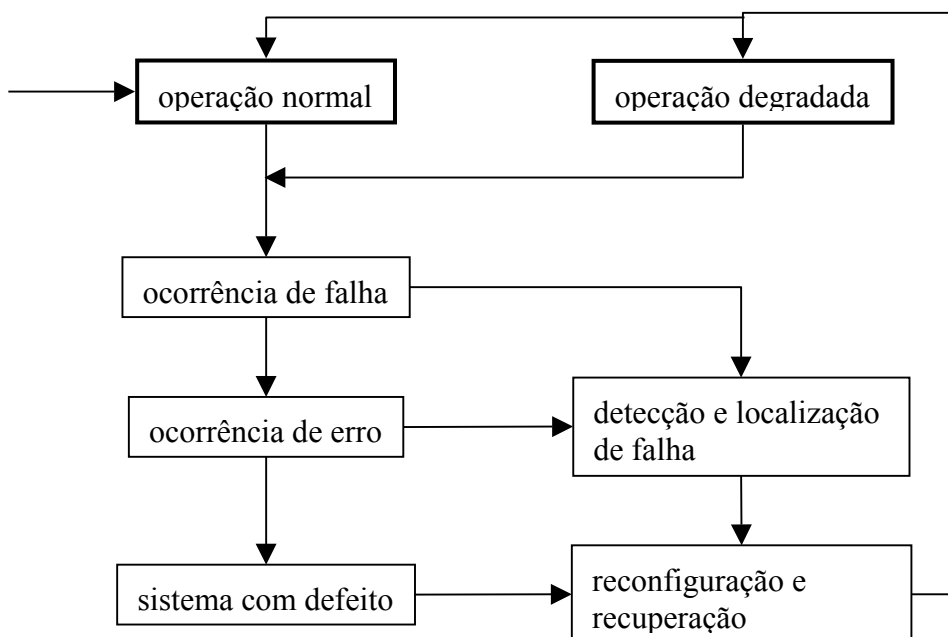 operação normal
operação degradada
ocorrência de falha
ocorrência de erro
detecção e localização
de falha
sistema com defeito
reconfiguração e
recuperação